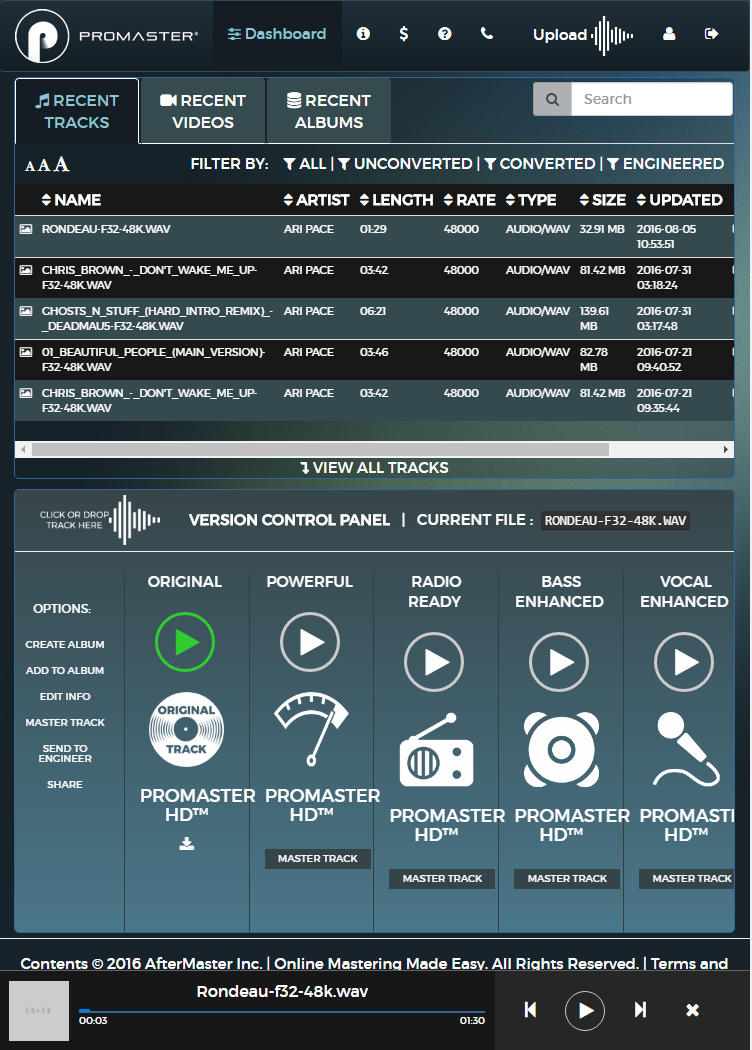 PROMASTER®
Dashboard
Upload
RECENT TRACKS
RECENT VIDEOS
RECENT ALBUMS
Search
A A A
FILTER BY: ALL | UNCONVERTED | CONVERTED | ENGINEERED
NAME ARTIST LENGTH RATE TYPE SIZE UPDATED
RONDEAU-F32-48K.WAV ARI PACE 01:29 48000 AUDIO/WAV 32.91 MB 2016-08-05
10:53:51
CHRIS_BROWN_-_DON'T_WAKE_ME_UP- ARI PACE 03:42 48000 AUDIO/WAV 81.42 MB 2016-07-31
F32-48K.WAV 03:18:24
GHOSTS_N_STUFF_(HARD_INTRO_REMIX)_- ARI PACE 06:21 48000 AUDIO/WAV 139.61 2016-07-31
_DEADMAU5-F32-48K.WAV MB 03:17:48
01_BEAUTIFUL_PEOPLE_(MAIN_VERSION)- ARI PACE 03:46 48000 AUDIO/WAV 82.78 2016-07-21
F32-48K.WAV MB 09:40:52
CHRIS_BROWN_-_DON'T_WAKE_ME_UP- ARI PACE 03:42 48000 AUDIO/WAV 81.42 MB 2016-07-21
F32-48K.WAV 09:35:44
VIEW ALL TRACKS
CLICK OR DROP
TRACK HERE
VERSION CONTROL PANEL | CURRENT FILE : RONDEAU-F32-48K.WAV
OPTIONS:
CREATE ALBUM
ADD TO ALBUM
EDIT INFO
MASTER TRACK
SEND TO
ENGINEER
SHARE
ORIGINAL
ORIGINAL
TRACK
PROMASTER
HD™
POWERFUL
PROMASTER
HD™
MASTER TRACK
RADIO
READY
PROMASTER
HD™
MASTER TRACK
BASS
ENHANCED
PROMASTER
HD™
MASTER TRACK
VOCAL
ENHANCED
PROMASTE
HD™
MASTER TRACK
Contents © 2016 AfterMaster Inc. | Online Mastering Made Easy. All Rights Reserved. | Terms and
Rondeau-f32-48k.wav
00:03 01:30